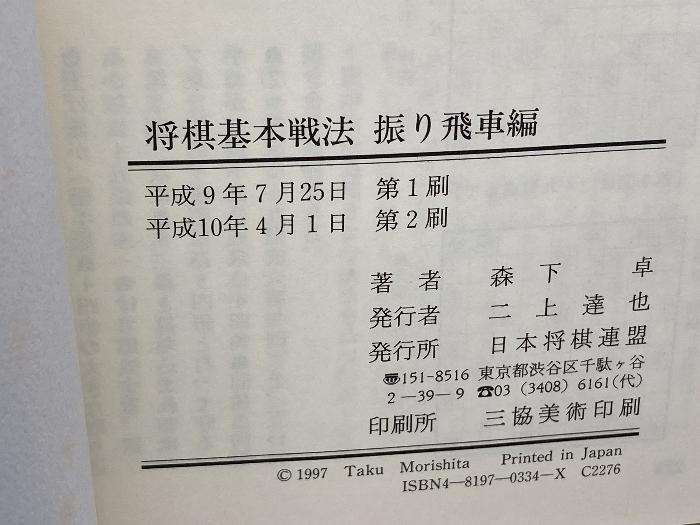 将棋基本戦法 振り飛車編
平成9年7月25日 第1刷
平成10年4月1日 第2刷
著者 森下卓
発行者 二上達也
発行所 日本将棋連盟
〠151-8516 東京都渋谷区千駄ヶ谷
2-39-9 ☎03(3408)6161(代)
印刷所 三協美術印刷
© 1997 Taku Morishita Printed in Japan
ISBN4-8197-0334-X C2276